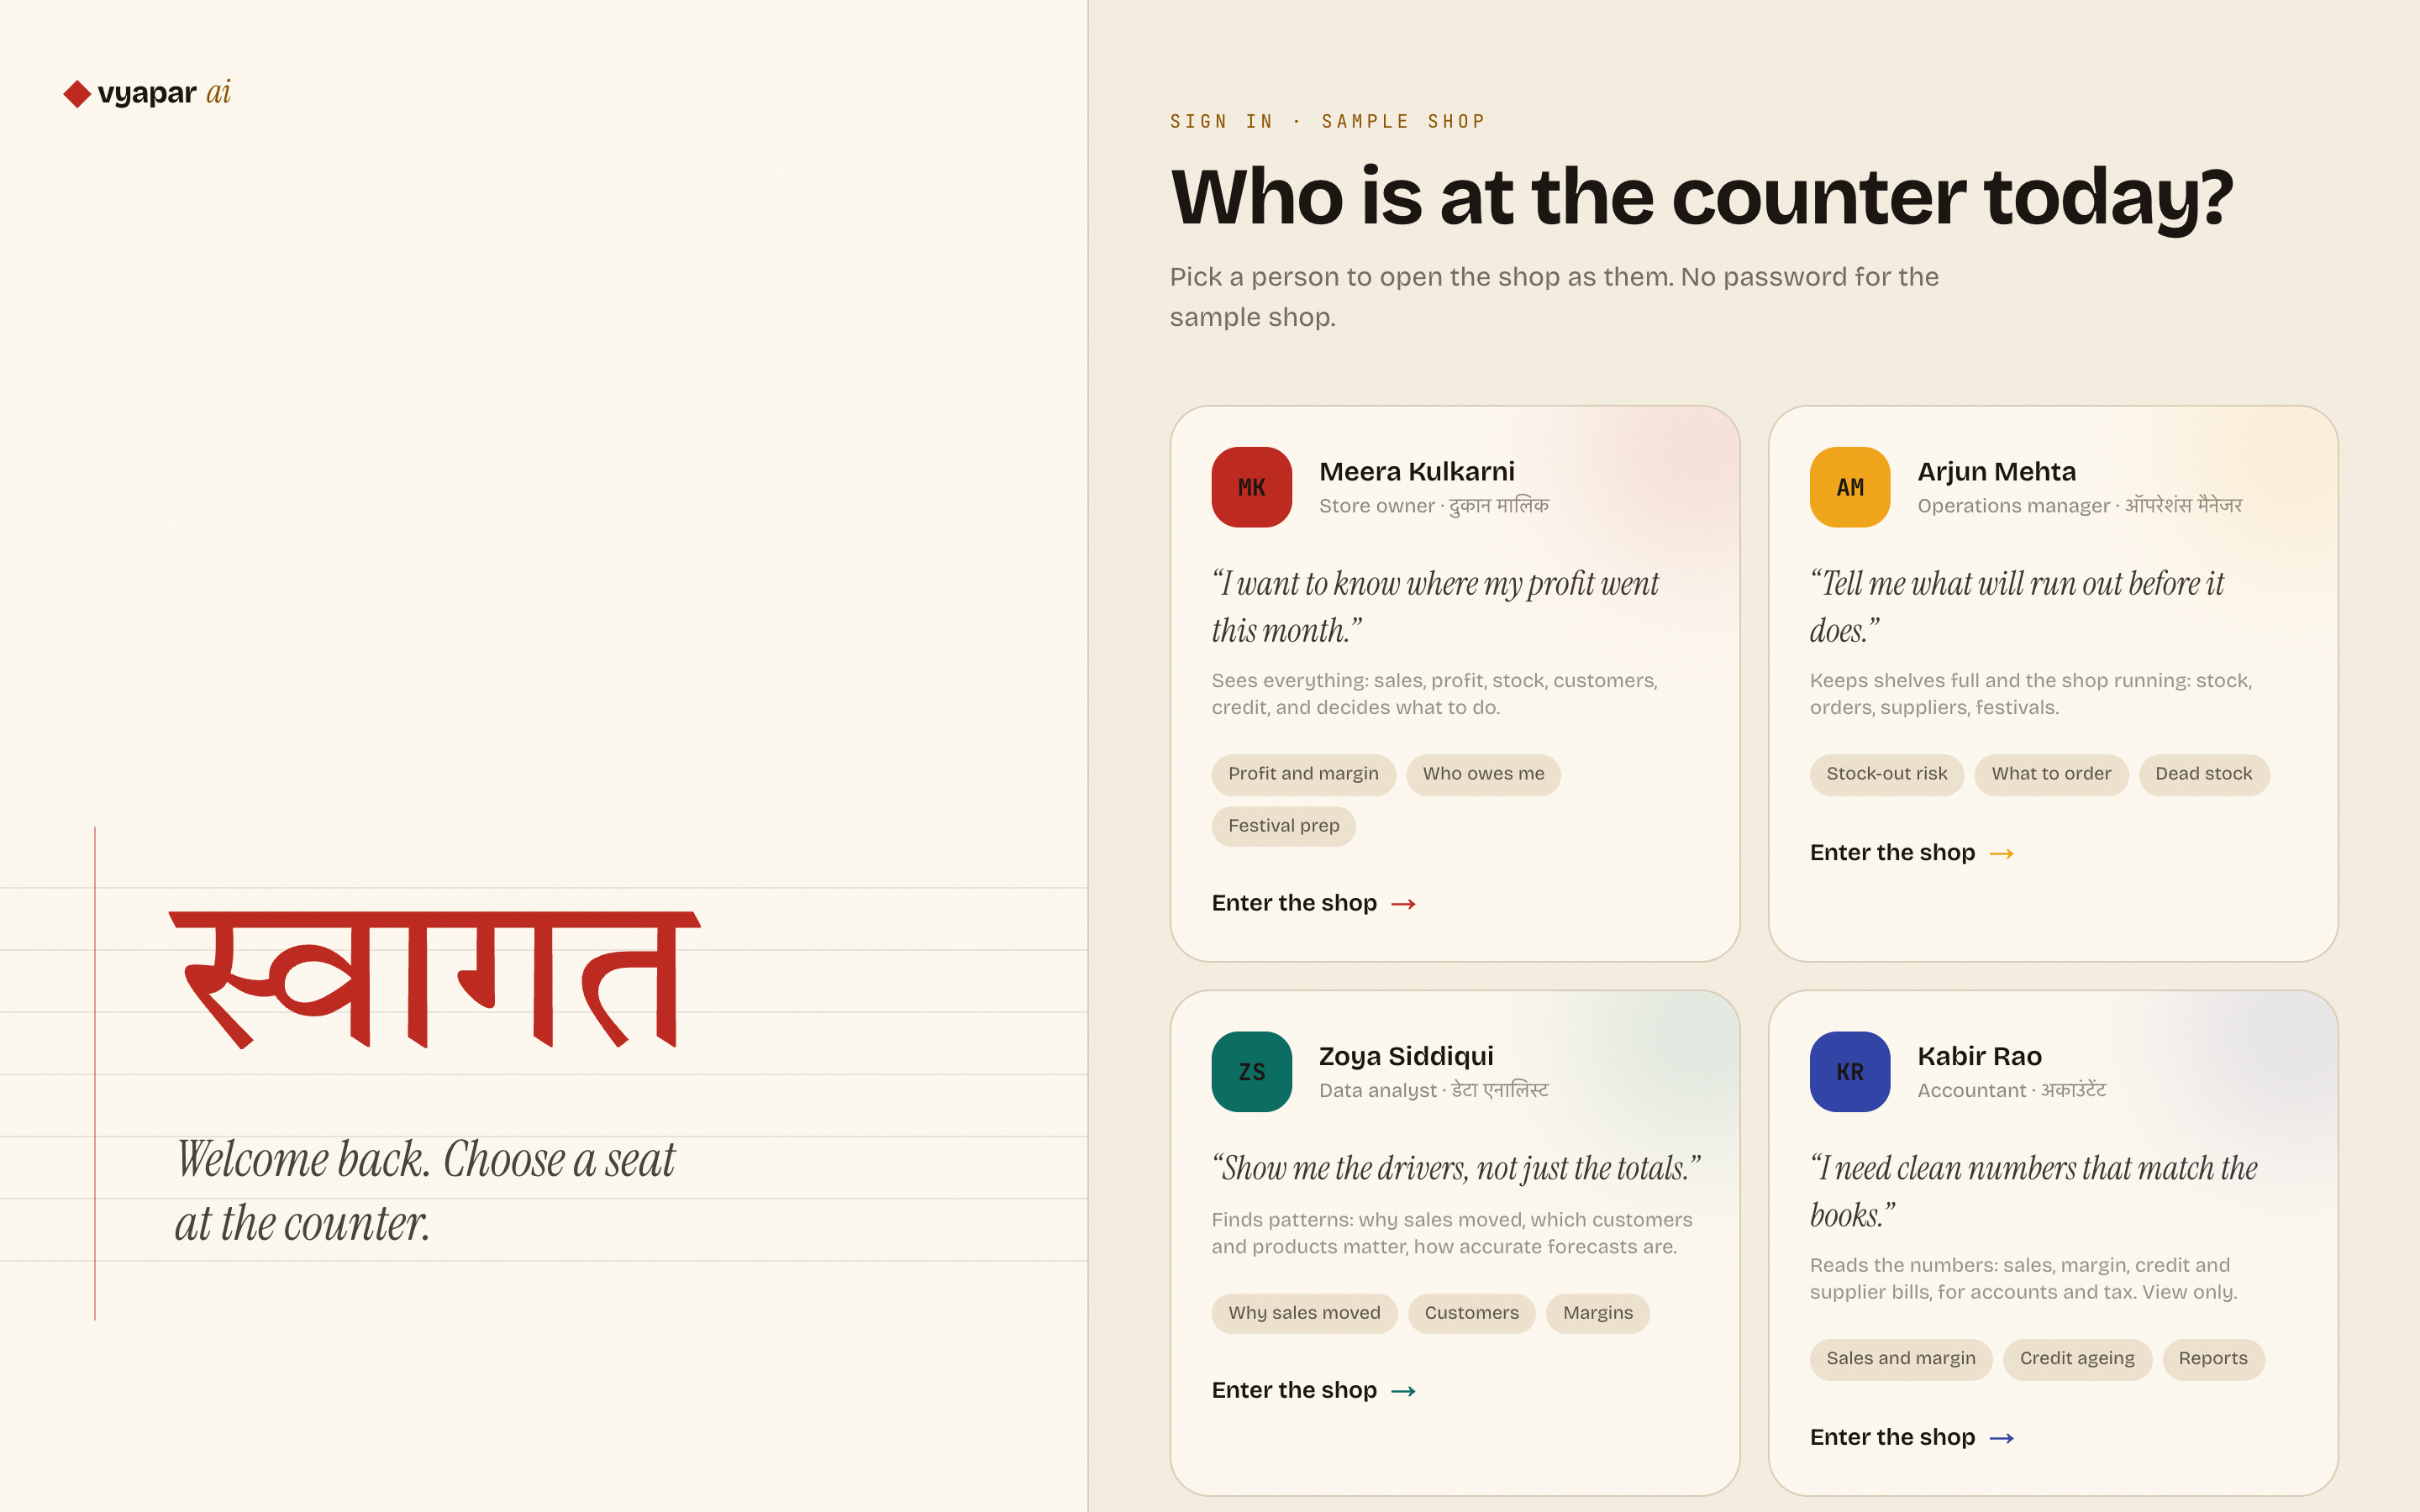 vyapar ai
स्वागत
Welcome back. Choose a seat
at the counter.
SIGN IN · SAMPLE SHOP
Who is at the counter today?
Pick a person to open the shop as them. No password for the
sample shop.
MK
Meera Kulkarni
Store owner · दुकान मालिक
“I want to know where my profit went
this month.”
Sees everything: sales, profit, stock, customers,
credit, and decides what to do.
Profit and margin
Who owes me
Festival prep
Enter the shop →
AM
Arjun Mehta
Operations manager · ऑपरेशंस मैनेजर
“Tell me what will run out before it
does.”
Keeps shelves full and the shop running: stock,
orders, suppliers, festivals.
Stock-out risk
What to order
Dead stock
Enter the shop →
ZS
Zoya Siddiqui
Data analyst · डेटा एनालिस्ट
“Show me the drivers, not just the totals.”
Finds patterns: why sales moved, which customers
and products matter, how accurate forecasts are.
Why sales moved
Customers
Margins
Enter the shop →
KR
Kabir Rao
Accountant · अकाउंटेंट
“I need clean numbers that match the
books.”
Reads the numbers: sales, margin, credit and
supplier bills, for accounts and tax. View only.
Sales and margin
Credit ageing
Reports
Enter the shop →